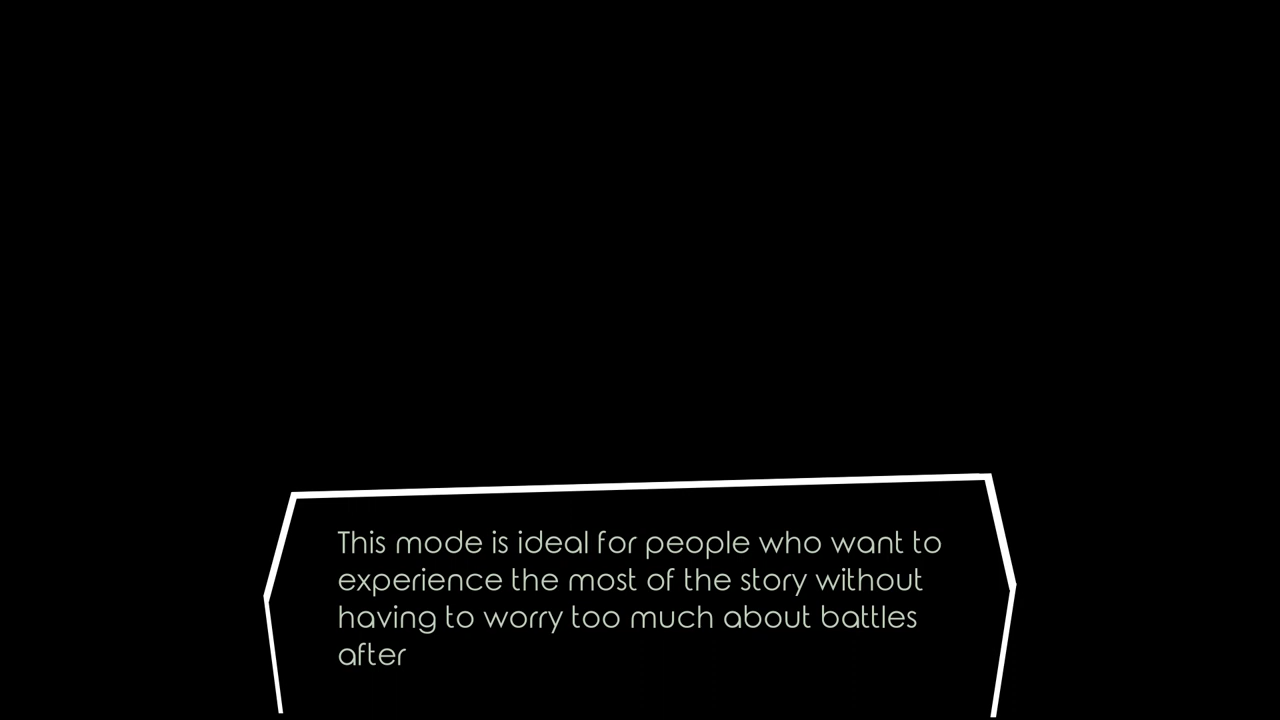 This mode is ideal for people who want to
experience the most of the story without
having to worry too much about battles
after